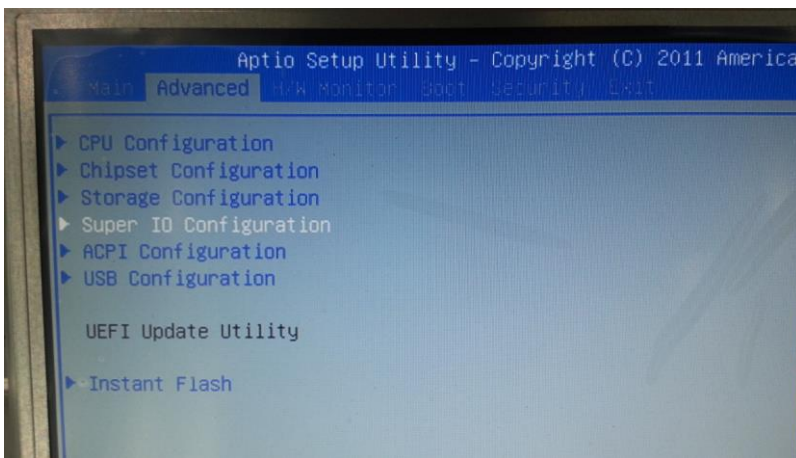 Aptio Setup Utility - Copyright (C) 2011 America
Main Advanced H/W Monitor Boot Security Exit
CPU Configuration
Chipset Configuration
Storage Configuration
Super IO Configuration
ACPI Configuration
USB Configuration
UEFI Update Utility
Instant Flash